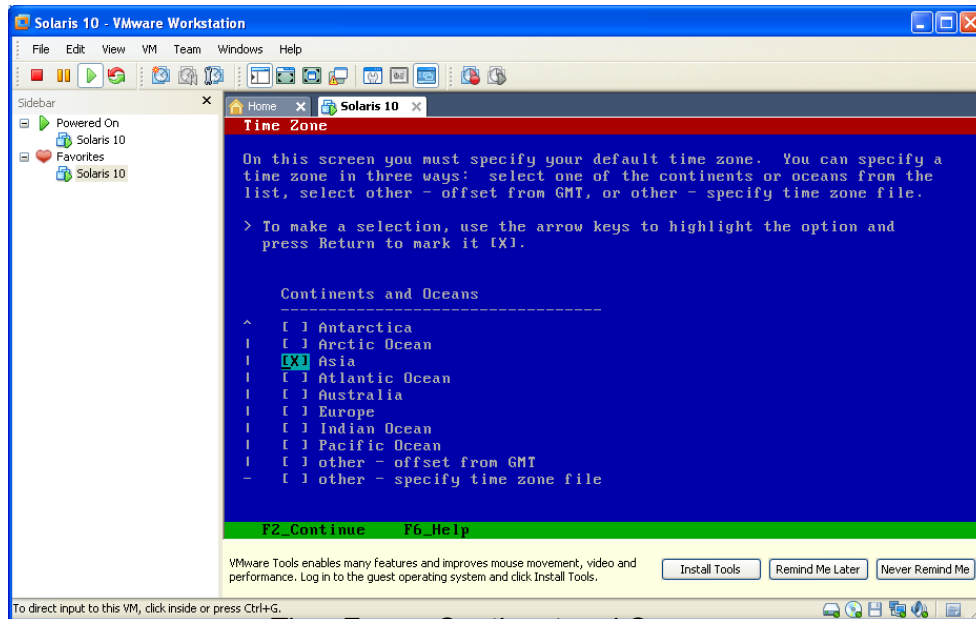 Solaris 10 - VMware Workstation
File Edit View VM Team Windows Help
Sidebar x
Powered On
Solaris 10
Favorites
Solaris 10
Home x Solaris 10 x
Time Zone
On this screen you must specify your default time zone. You can specify a
time zone in three ways: select one of the continents or oceans from the
list, select other - offset from GMT, or other - specify time zone file.
> To make a selection, use the arrow keys to highlight the option and
press Return to mark it [X].
Continents and Oceans
----------------------------------
^ [ ] Antarctica
| [ ] Arctic Ocean
| [X] Asia
| [ ] Atlantic Ocean
| [ ] Australia
| [ ] Europe
| [ ] Indian Ocean
| [ ] Pacific Ocean
| [ ] other - offset from GMT
- [ ] other - specify time zone file
F2_Continue F6_Help
VMware Tools enables many features and improves mouse movement, video and
performance. Log in to the guest operating system and click Install Tools.
Install Tools Remind Me Later Never Remind Me
To direct input to this VM, click inside or press Ctrl+G.